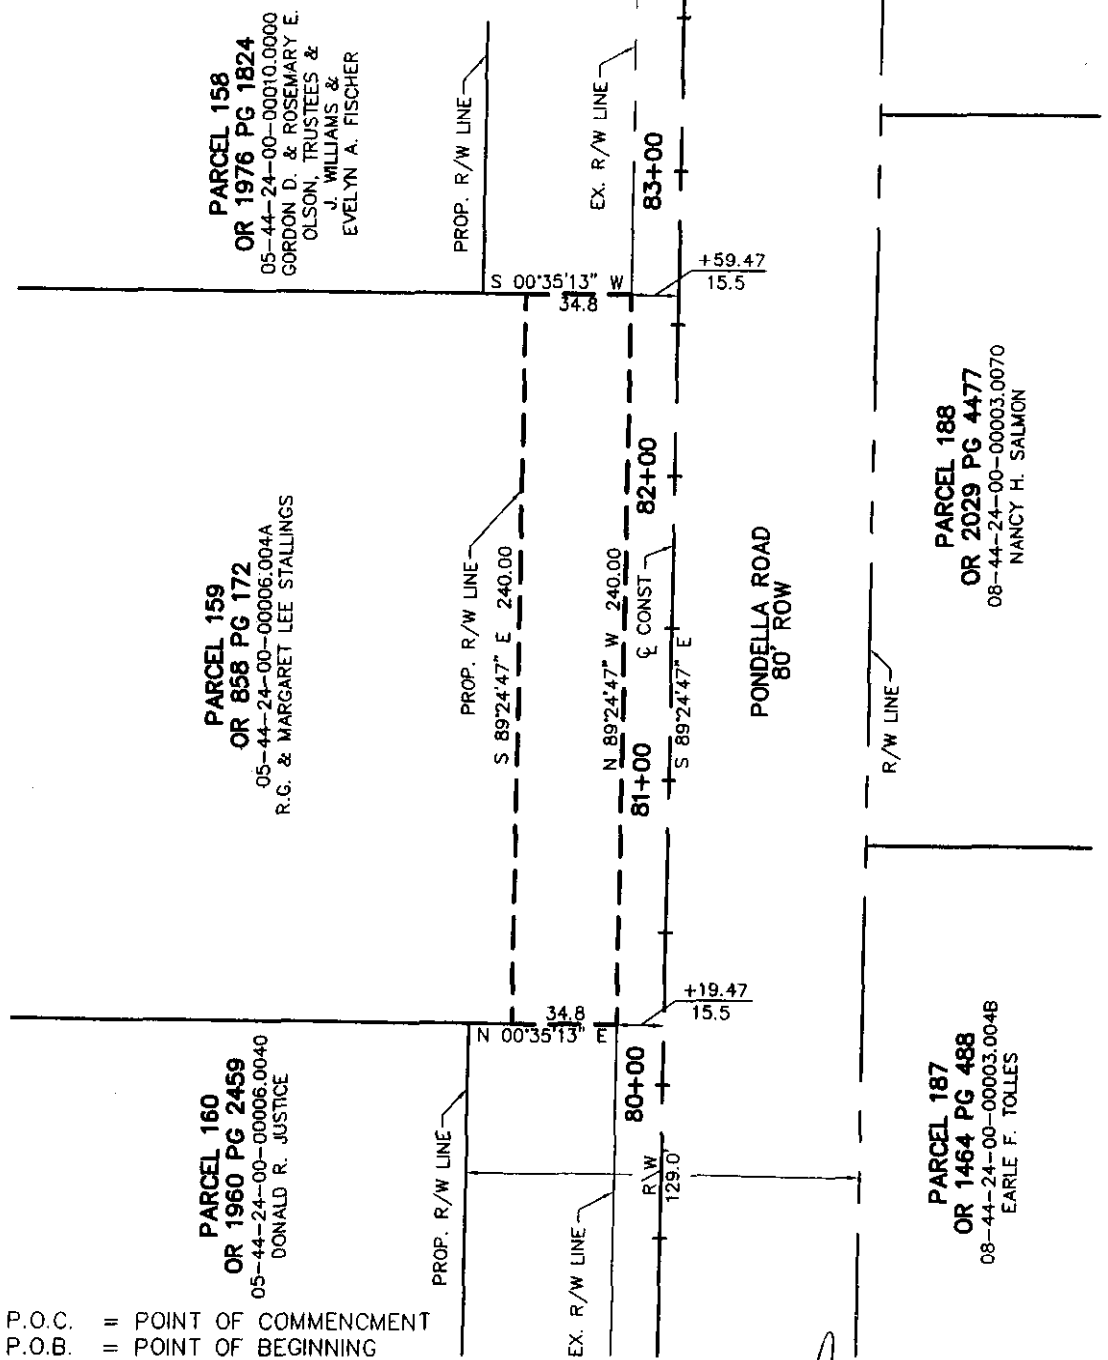 PARCEL 158
OR 1976 PG 1824
05-44-24-00-00010.0000
GORDON D. & ROSEMARY E.
OLSON, TRUSTEES &
J. WILLIAMS &
EVELYN A. FISCHER
PROP. R/W LINE
EX. R/W LINE
83+00
S 00°35'13" W
34.8
+59.47
15.5
PARCEL 159
OR 858 PG 172
05-44-24-00-00006.004A
R.G. & MARGARET LEE STALLINGS
PROP. R/W LINE
S 89°24'47" E 240.00
N 89°24'47" W 240.00
82+00
℄ CONST
81+00
S 89°24'47" E
PONDELLA ROAD
80' ROW
PARCEL 188
OR 2029 PG 4477
08-44-24-00-00003.0070
NANCY H. SALMON
R/W LINE
34.8
N 00°35'13" E
+19.47
15.5
80+00
PARCEL 160
OR 1960 PG 2459
05-44-24-00-00006.0040
DONALD R. JUSTICE
PROP. R/W LINE
EX. R/W LINE
R/W
129.0'
PARCEL 187
OR 1464 PG 488
08-44-24-00-00003.004B
EARLE F. TOLLES
P.O.C. = POINT OF COMMENCMENT
P.O.B. = POINT OF BEGINNING